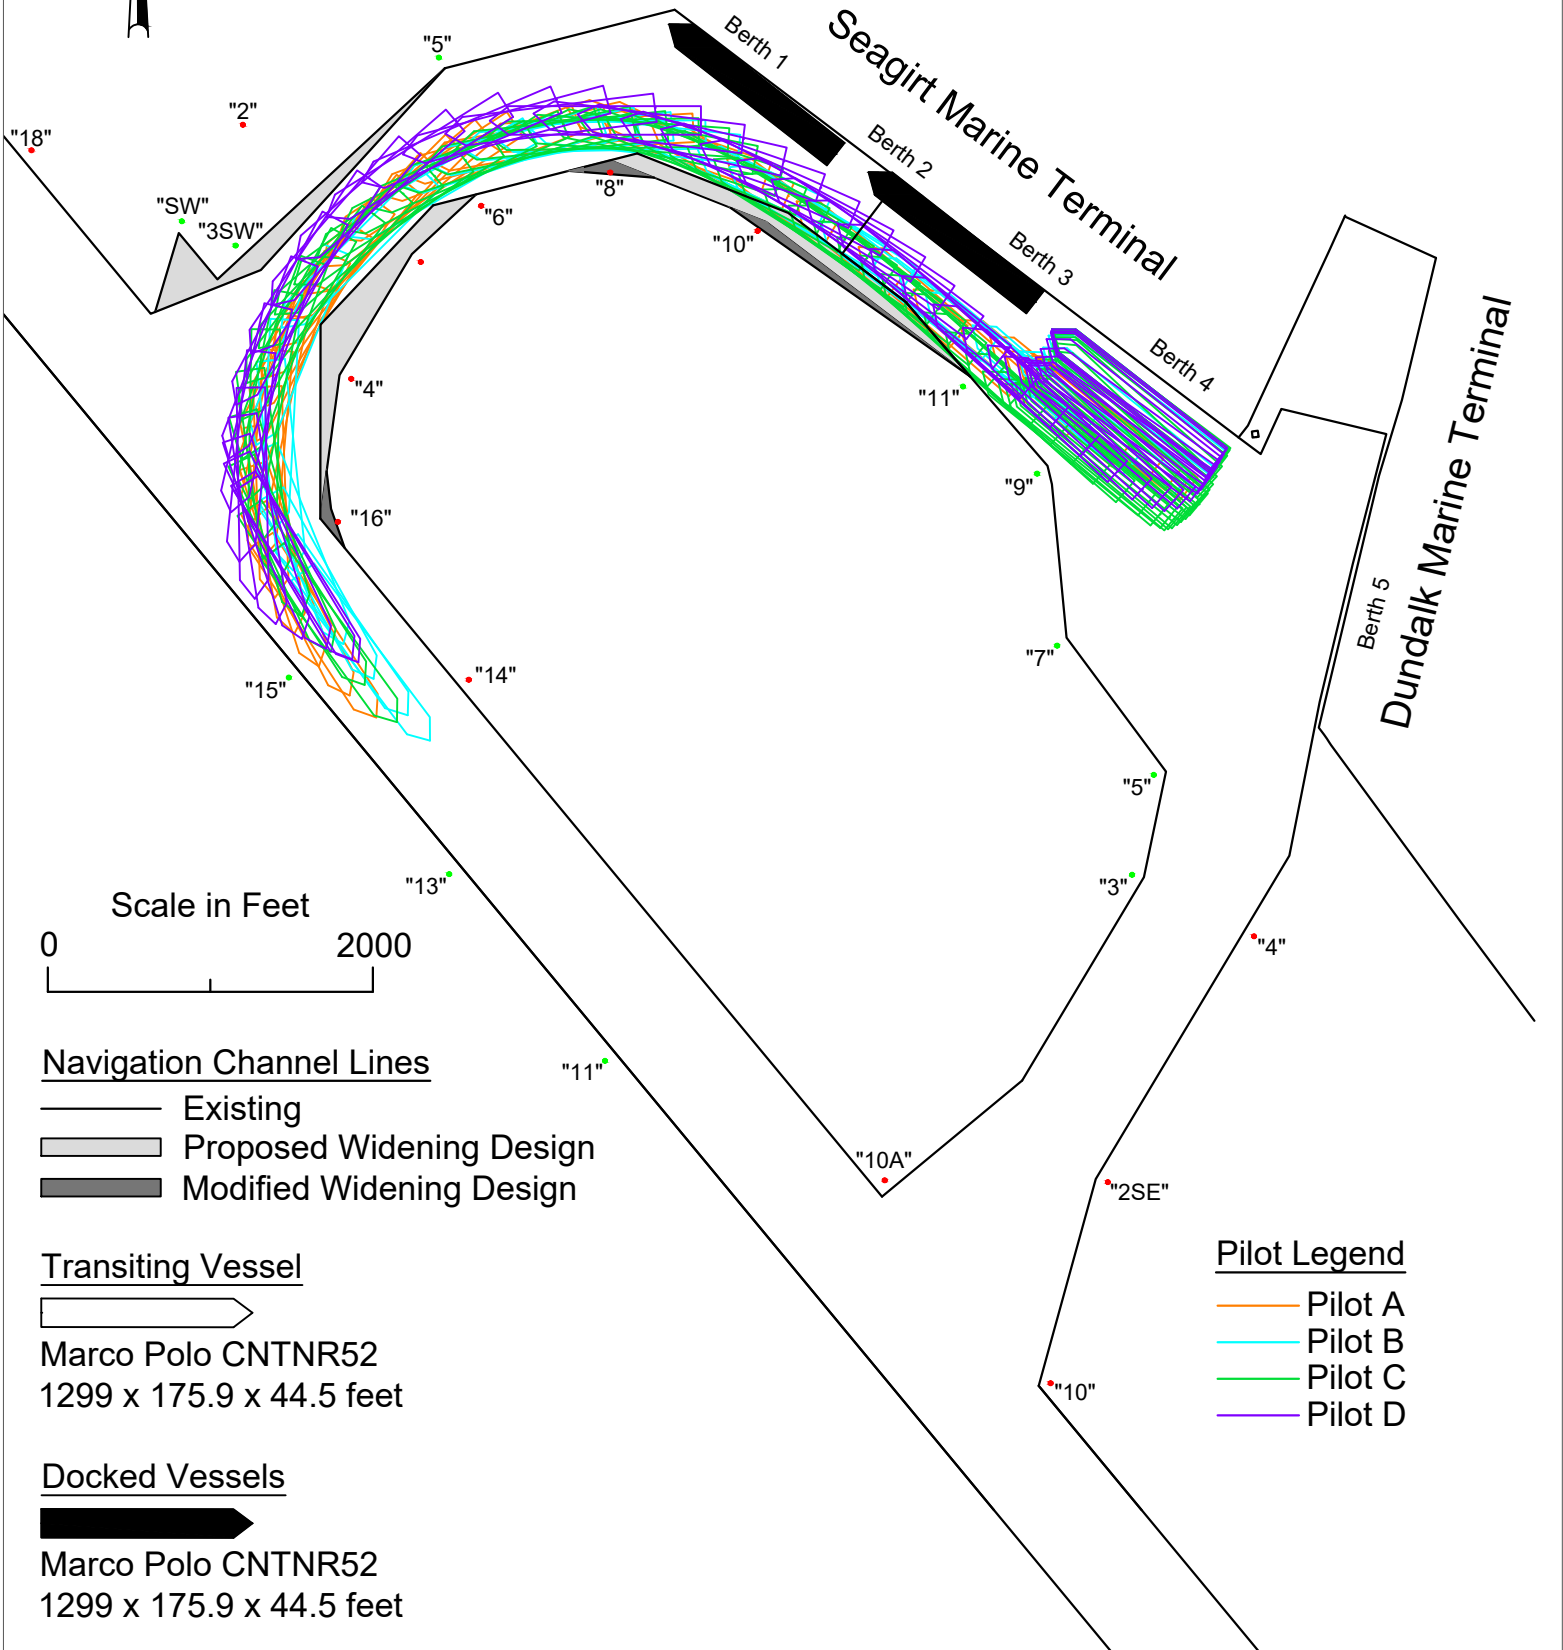 "5"
Berth 1
Seagirt Marine Terminal
"2"
"18"
Berth 2
"8"
"SW"
"3SW"
"6"
"10"
Berth 3
"4"
"11"
Berth 4
Dundalk Marine Terminal
"9"
"16"
Berth 5
"7"
"14"
"15"
"5"
"13"
"3"
"4"
Scale in Feet
0 2000
Navigation Channel Lines
Existing
Proposed Widening Design
Modified Widening Design
"11"
"10A"
"2SE"
"10"
Transiting Vessel
Marco Polo CNTNR52
1299 x 175.9 x 44.5 feet
Docked Vessels
Marco Polo CNTNR52
1299 x 175.9 x 44.5 feet
Pilot Legend
Pilot A
Pilot B
Pilot C
Pilot D